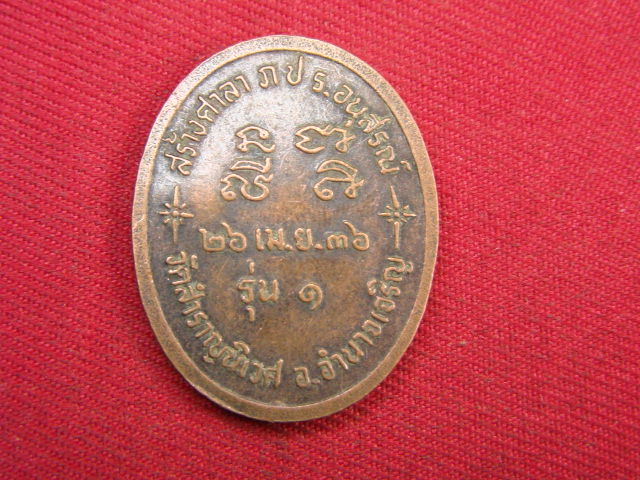 สร้างศาลา ภ ป ร. อนุสรณ์
๒๖ เม.ย. ๓๖
รุ่น ๑
วัดสำราญนิเวศ อ. อำนาจเจริญ